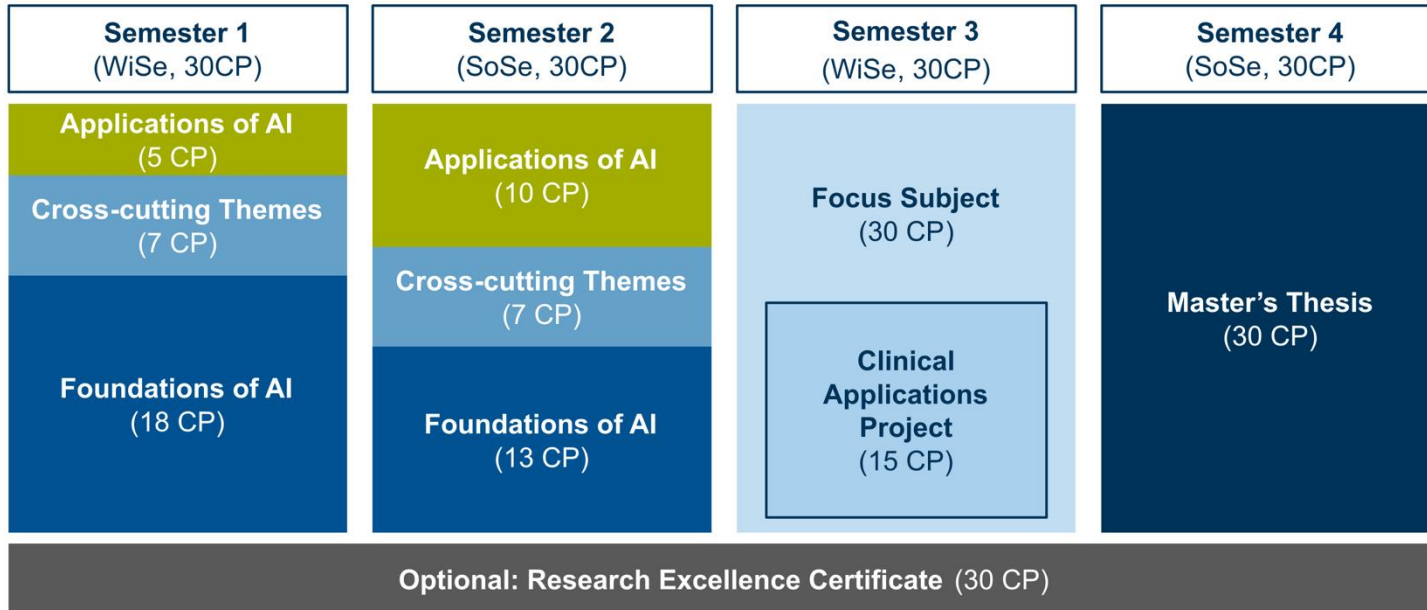 Semester 1
(WiSe, 30CP)
Applications of AI
(5 CP)
Cross-cutting Themes
(7 CP)
Foundations of AI
(18 CP)
Semester 2
(SoSe, 30CP)
Applications of AI
(10 CP)
Cross-cutting Themes
(7 CP)
Foundations of AI
(13 CP)
Semester 3
(WiSe, 30CP)
Focus Subject
(30 CP)
Clinical
Applications
Project
(15 CP)
Semester 4
(SoSe, 30CP)
Master’s Thesis
(30 CP)
Optional: Research Excellence Certificate (30 CP)